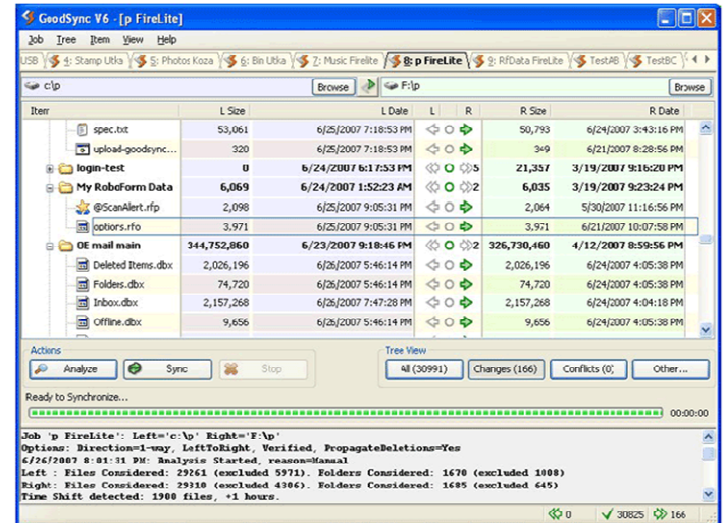 GoodSync V6 - [p FireLite]
Job Tree Item View Help
USB 4: Stamp Utka 5: Photos Koza 6: Bin Utka 7: Music Firelite 8: p FireLite 9: RfData FireLite TestAB TestBC
c:\p Browse F:\p Browse
Item L Size L Date L R R Size R Date
spec.txt 53,061 6/25/2007 7:18:53 PM 50,793 6/24/2007 3:43:16 PM
upload-goodsync... 320 6/25/2007 7:18:53 PM 349 6/21/2007 8:28:56 PM
login-test 0 6/24/2007 6:17:53 PM 5 21,357 3/19/2007 9:16:20 PM
My RoboForm Data 6,069 6/24/2007 1:52:23 AM 2 6,035 3/19/2007 9:23:24 PM
@ScanAlert.rfp 2,098 6/25/2007 9:05:31 PM 2,064 5/30/2007 11:16:56 PM
options.rfo 3,971 6/25/2007 9:05:31 PM 3,971 6/21/2007 10:07:58 PM
OE mail main 344,752,860 6/23/2007 9:18:46 PM 2 326,730,460 4/12/2007 8:59:56 PM
Deleted Items.dbx 2,026,196 6/26/2007 5:46:14 PM 2,026,196 6/24/2007 4:05:38 PM
Folders.dbx 74,720 6/26/2007 5:46:14 PM 74,720 6/24/2007 4:05:38 PM
Inbox.dbx 2,157,268 6/26/2007 7:47:28 PM 2,157,268 6/24/2007 4:04:18 PM
Offline.dbx 9,656 6/26/2007 5:46:14 PM 9,656 6/24/2007 4:05:38 PM
Actions Tree View
Analyze Sync Stop All (30991) Changes (166) Conflicts (0) Other...
Ready to Synchronize...
00:00:00
Job 'p FireLite': Left='c:\p' Right='F:\p'
Options: Direction=1-way, LeftToRight, Verified, PropagateDeletions=Yes
6/26/2007 8:01:31 PM: Analysis Started, reason=Manual
Left : Files Considered: 29261 (excluded 5971). Folders Considered: 1670 (excluded 1008)
Right: Files Considered: 29310 (excluded 4306). Folders Considered: 1685 (excluded 645)
Time Shift detected: 1900 files, +1 hours.
0 30825 166